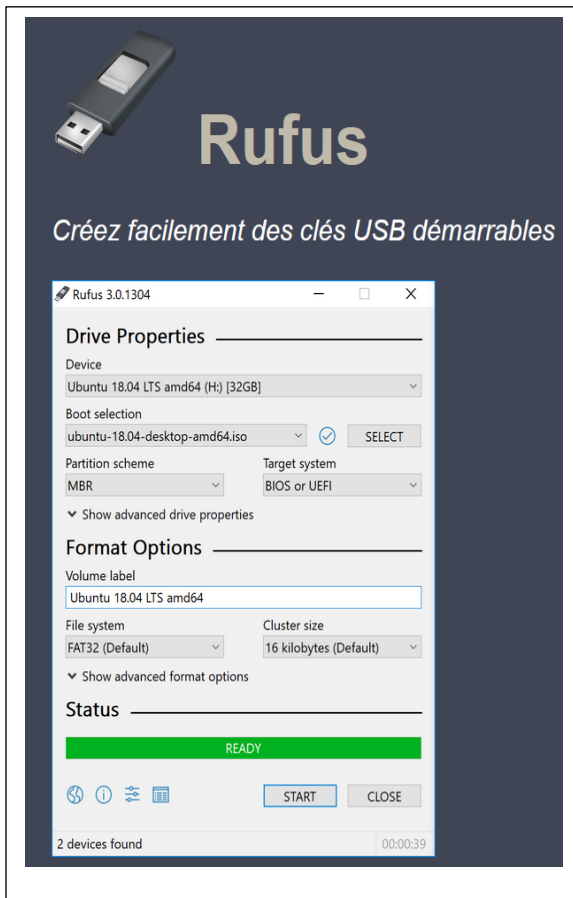 Rufus
Créez facilement des clés USB démarrables
Rufus 3.0.1304
Drive Properties
Device
Ubuntu 18.04 LTS amd64 (H:) [32GB]
Boot selection
ubuntu-18.04-desktop-amd64.iso
SELECT
Partition scheme
Target system
MBR
BIOS or UEFI
Show advanced drive properties
Format Options
Volume label
Ubuntu 18.04 LTS amd64
File system
Cluster size
FAT32 (Default)
16 kilobytes (Default)
Show advanced format options
Status
READY
START
CLOSE
2 devices found
00:00:39